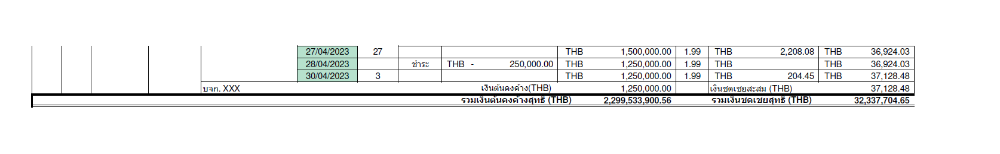 27/04/2023 27 THB 1,500,000.00 1.99 THB 2,208.08 THB 36,924.03
28/04/2023 ชำระ THB - 250,000.00 THB 1,250,000.00 1.99 THB THB 36,924.03
30/04/2023 3 THB 1,250,000.00 1.99 THB 204.45 THB 37,128.48
บจก. XXX เงินต้นคงค้าง(THB) 1,250,000.00 เงินชดเชยสะสม (THB) 37,128.48
รวมเงินต้นคงค้างสุทธิ (THB) 2,299,533,900.56 รวมเงินชดเชยสุทธิ (THB) 32,337,704.65